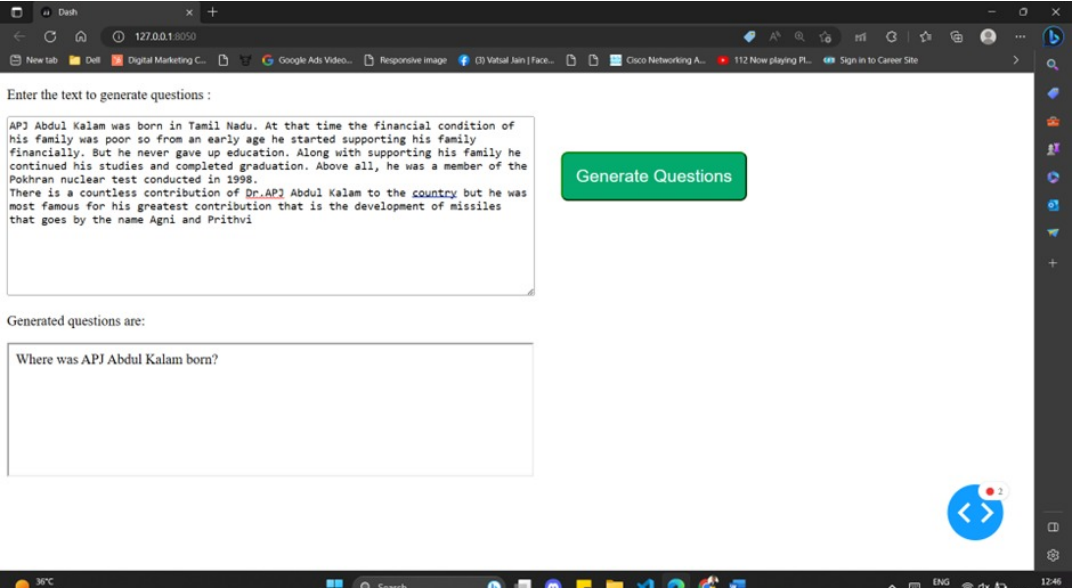 Dash
127.0.0.1:8050
New tab Dell Digital Marketing C... Google Ads Video... Responsive image (3) Vatsal Jain | Face... Cisco Networking A... 112 Now playing Pl... Sign in to Career Site
Enter the text to generate questions :
APJ Abdul Kalam was born in Tamil Nadu. At that time the financial condition of
his family was poor so from an early age he started supporting his family
financially. But he never gave up education. Along with supporting his family he
continued his studies and completed graduation. Above all, he was a member of the
Pokhran nuclear test conducted in 1998.
There is a countless contribution of Dr.APJ Abdul Kalam to the country but he was
most famous for his greatest contribution that is the development of missiles
that goes by the name Agni and Prithvi
Generate Questions
Generated questions are:
Where was APJ Abdul Kalam born?
2
36°C
Search
ENG
12:46